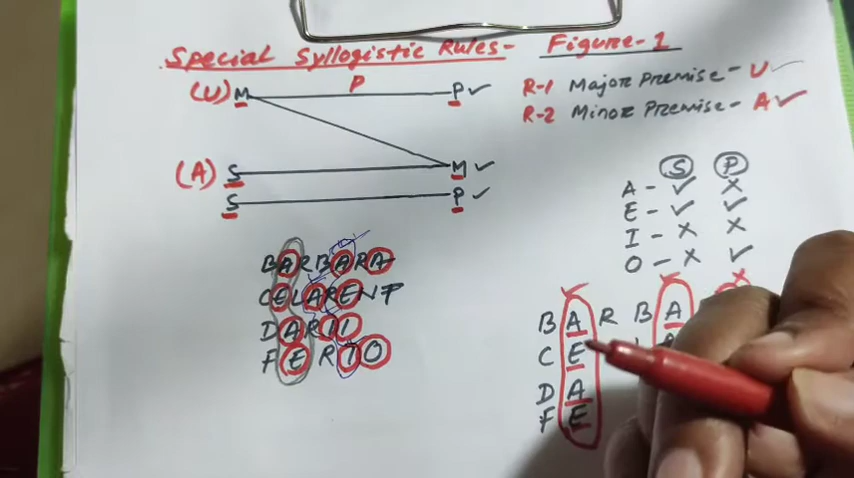 Special Syllogistic Rules- Figure-1
(U) M P P ✓
R-1 Major Premise- U ✓
R-2 Minor Premise- A ✓
(A) S M ✓
S P ✓
S P
A - ✓ X
E - ✓ ✓
I - X X
O - X ✓
BARBARA
CELARENT
DARII
FERIO
B A R B A
C E
D A
F E